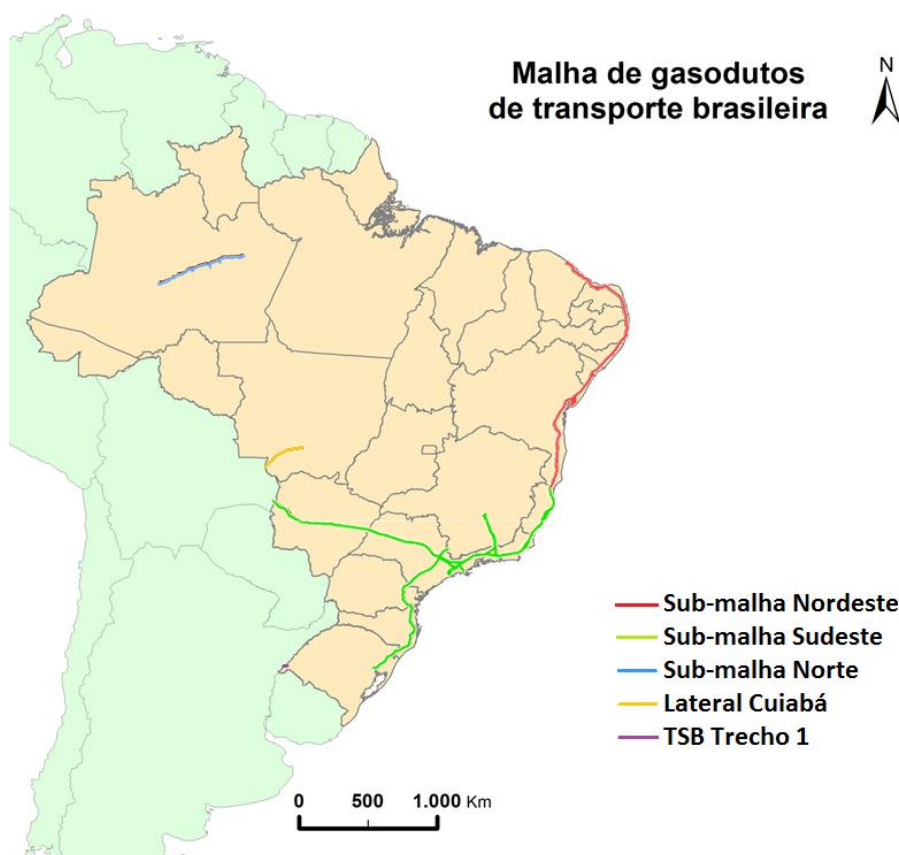 Malha de gasodutos
de transporte brasileira
N
Sub-malha Nordeste
Sub-malha Sudeste
Sub-malha Norte
Lateral Cuiabá
TSB Trecho 1
0 500 1.000 Km